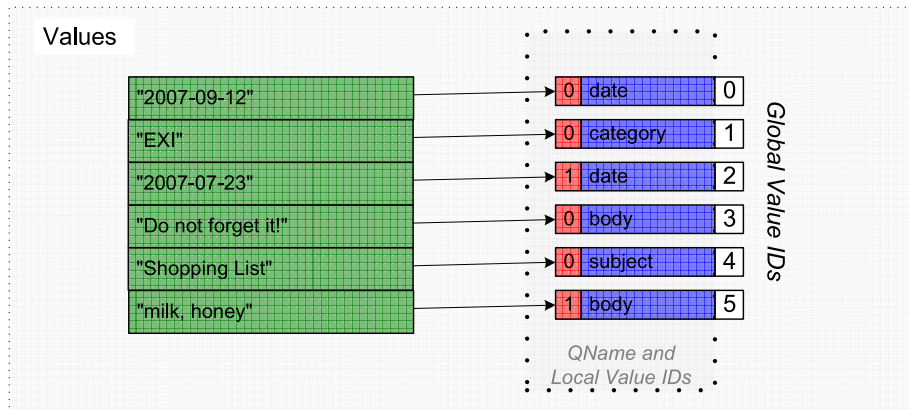 Values
"2007-09-12" 0 date 0
"EXI" 0 category 1
"2007-07-23" 1 date 2
"Do not forget it!" 0 body 3
"Shopping List" 0 subject 4
"milk, honey" 1 body 5
Global Value IDs
QName and
Local Value IDs